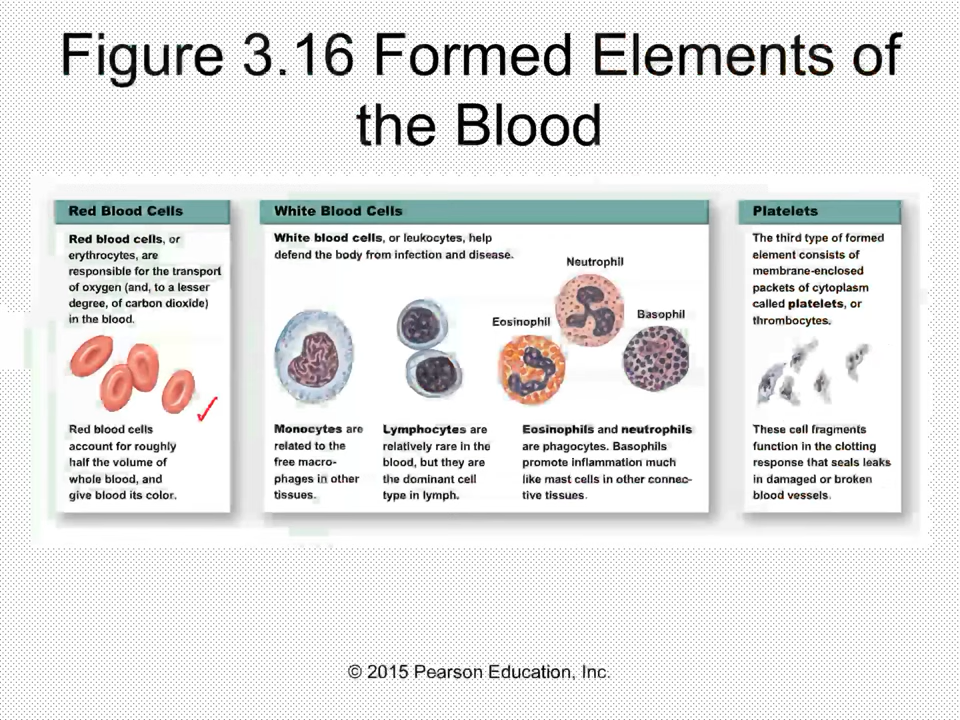 Figure 3.16 Formed Elements of
the Blood
Red Blood Cells
Red blood cells, or
erythrocytes, are
responsible for the transport
of oxygen (and, to a lesser
degree, of carbon dioxide)
in the blood.
Red blood cells
account for roughly
half the volume of
whole blood, and
give blood its color.
White Blood Cells
White blood cells, or leukocytes, help
defend the body from infection and disease.
Neutrophil
Eosinophil
Basophil
Monocytes are
related to the
free macro-
phages in other
tissues.
Lymphocytes are
relatively rare in the
blood, but they are
the dominant cell
type in lymph.
Eosinophils and neutrophils
are phagocytes. Basophils
promote inflammation much
like mast cells in other connec-
tive tissues.
Platelets
The third type of formed
element consists of
membrane-enclosed
packets of cytoplasm
called platelets, or
thrombocytes.
These cell fragments
function in the clotting
response that seals leaks
in damaged or broken
blood vessels.
© 2015 Pearson Education, Inc.